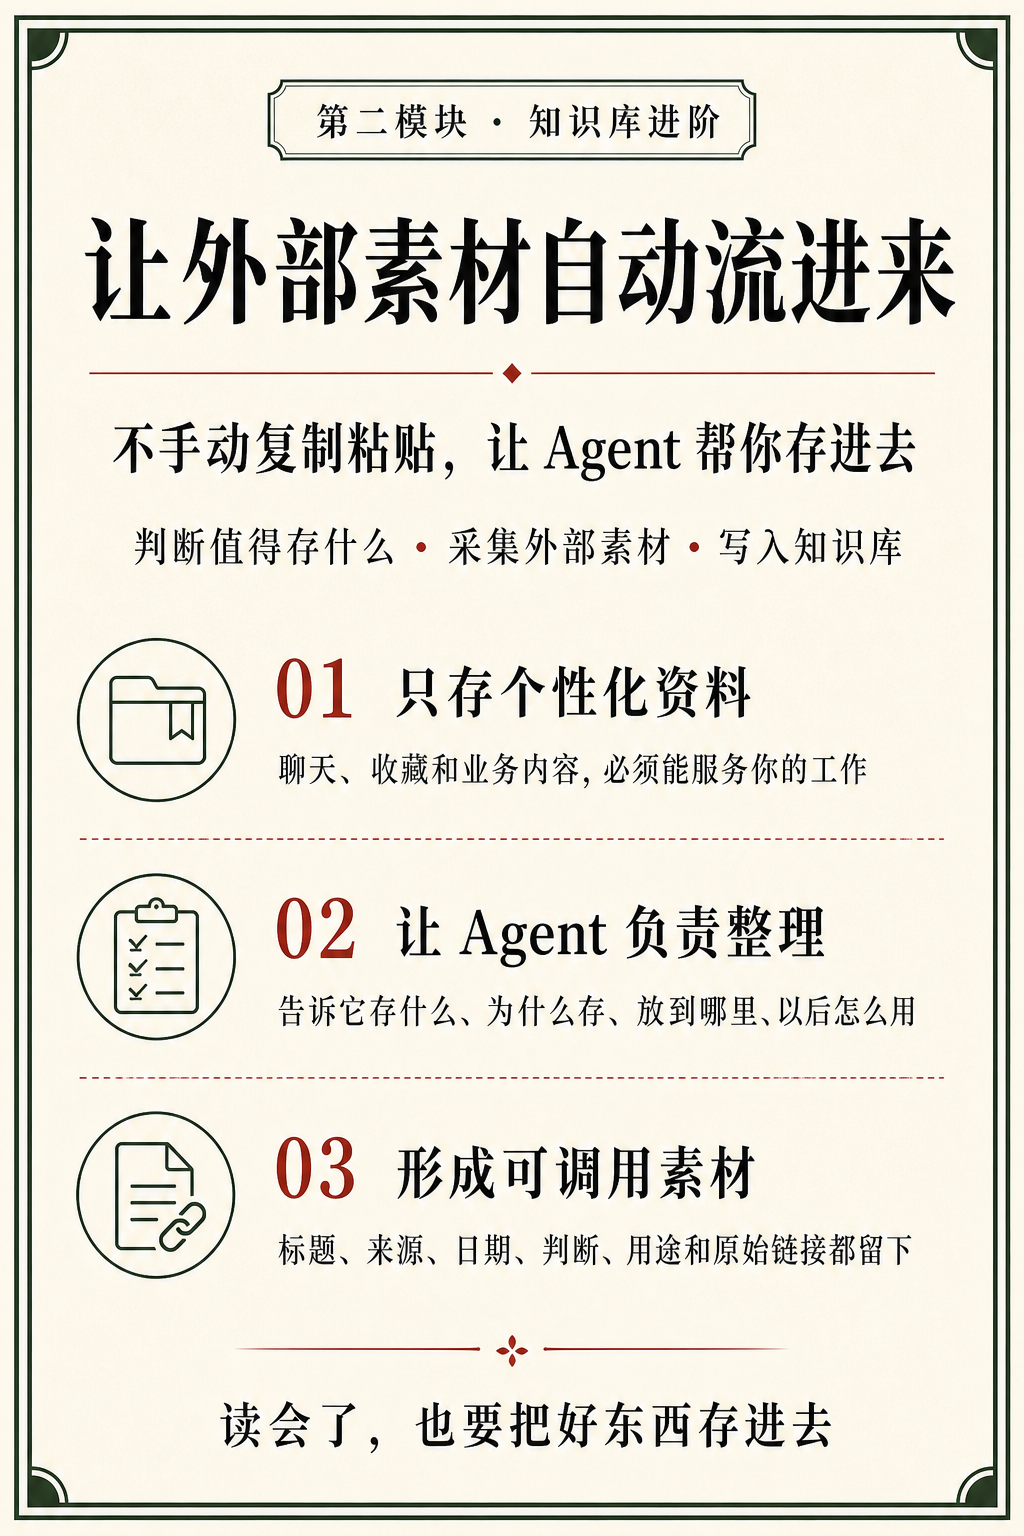 第二模块 · 知识库进阶
让外部素材自动流进来
不手动复制粘贴，让 Agent 帮你存进去
判断值得存什么 • 采集外部素材 • 写入知识库
01 只存个性化资料
聊天、收藏和业务内容，必须能服务你的工作
02 让 Agent 负责整理
告诉它存什么、为什么存、放到哪里、以后怎么用
03 形成可调用素材
标题、来源、日期、判断、用途和原始链接都留下
读会了，也要把好东西存进去